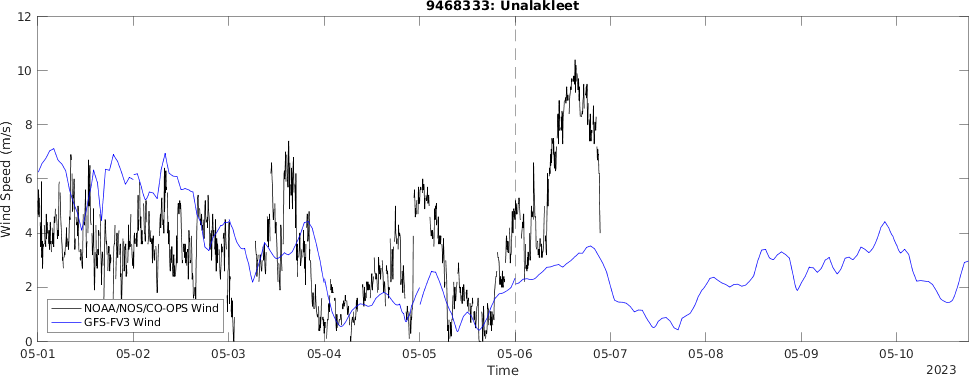 9468333: Unalakleet
12
10
8
6
4
2
0
Wind Speed (m/s)
NOAA/NOS/CO-OPS Wind
GFS-FV3 Wind
05-01 05-02 05-03 05-04 05-05 05-06 05-07 05-08 05-09 05-10
Time
2023